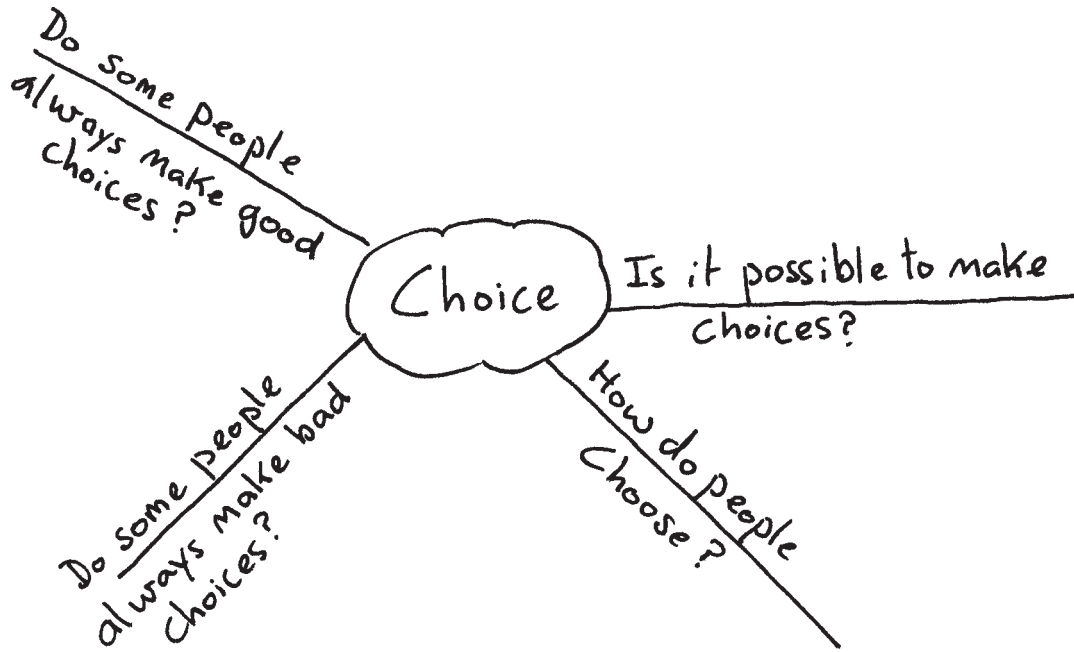 Do some people
always make good
choices?
Choice
Is it possible to make
choices?
How do people
Choose?
Do some people
always make bad
choices?